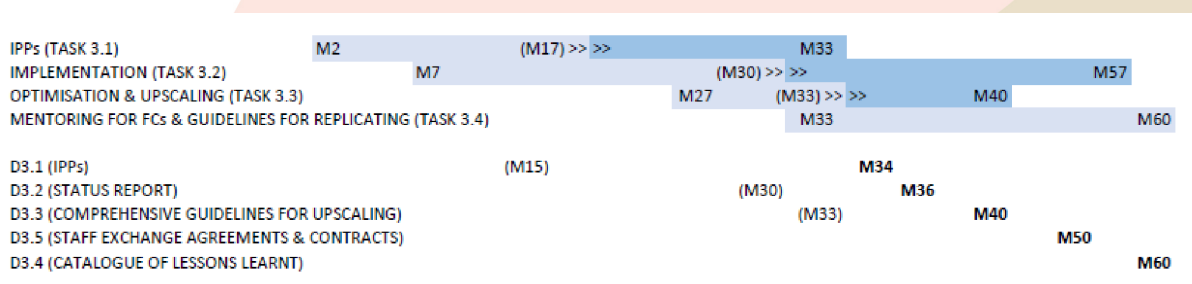 IPPs (TASK 3.1) M2 (M17) >> >> M33
IMPLEMENTATION (TASK 3.2) M7 (M30) >> >> M57
OPTIMISATION & UPSCALING (TASK 3.3) M27 (M33) >> >> M40
MENTORING FOR FCs & GUIDELINES FOR REPLICATING (TASK 3.4) M33 M60
D3.1 (IPPs) (M15) M34
D3.2 (STATUS REPORT) (M30) M36
D3.3 (COMPREHENSIVE GUIDELINES FOR UPSCALING) (M33) M40
D3.5 (STAFF EXCHANGE AGREEMENTS & CONTRACTS) M50
D3.4 (CATALOGUE OF LESSONS LEARNT) M60